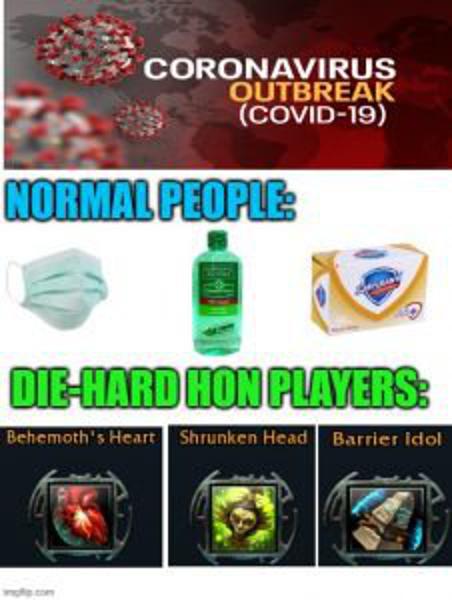 CORONAVIRUS
OUTBREAK
(COVID-19)
NORMAL PEOPLE:
DIE-HARD HON PLAYERS:
Behemoth's Heart
Shrunken Head
Barrier Idol
imgflip.com